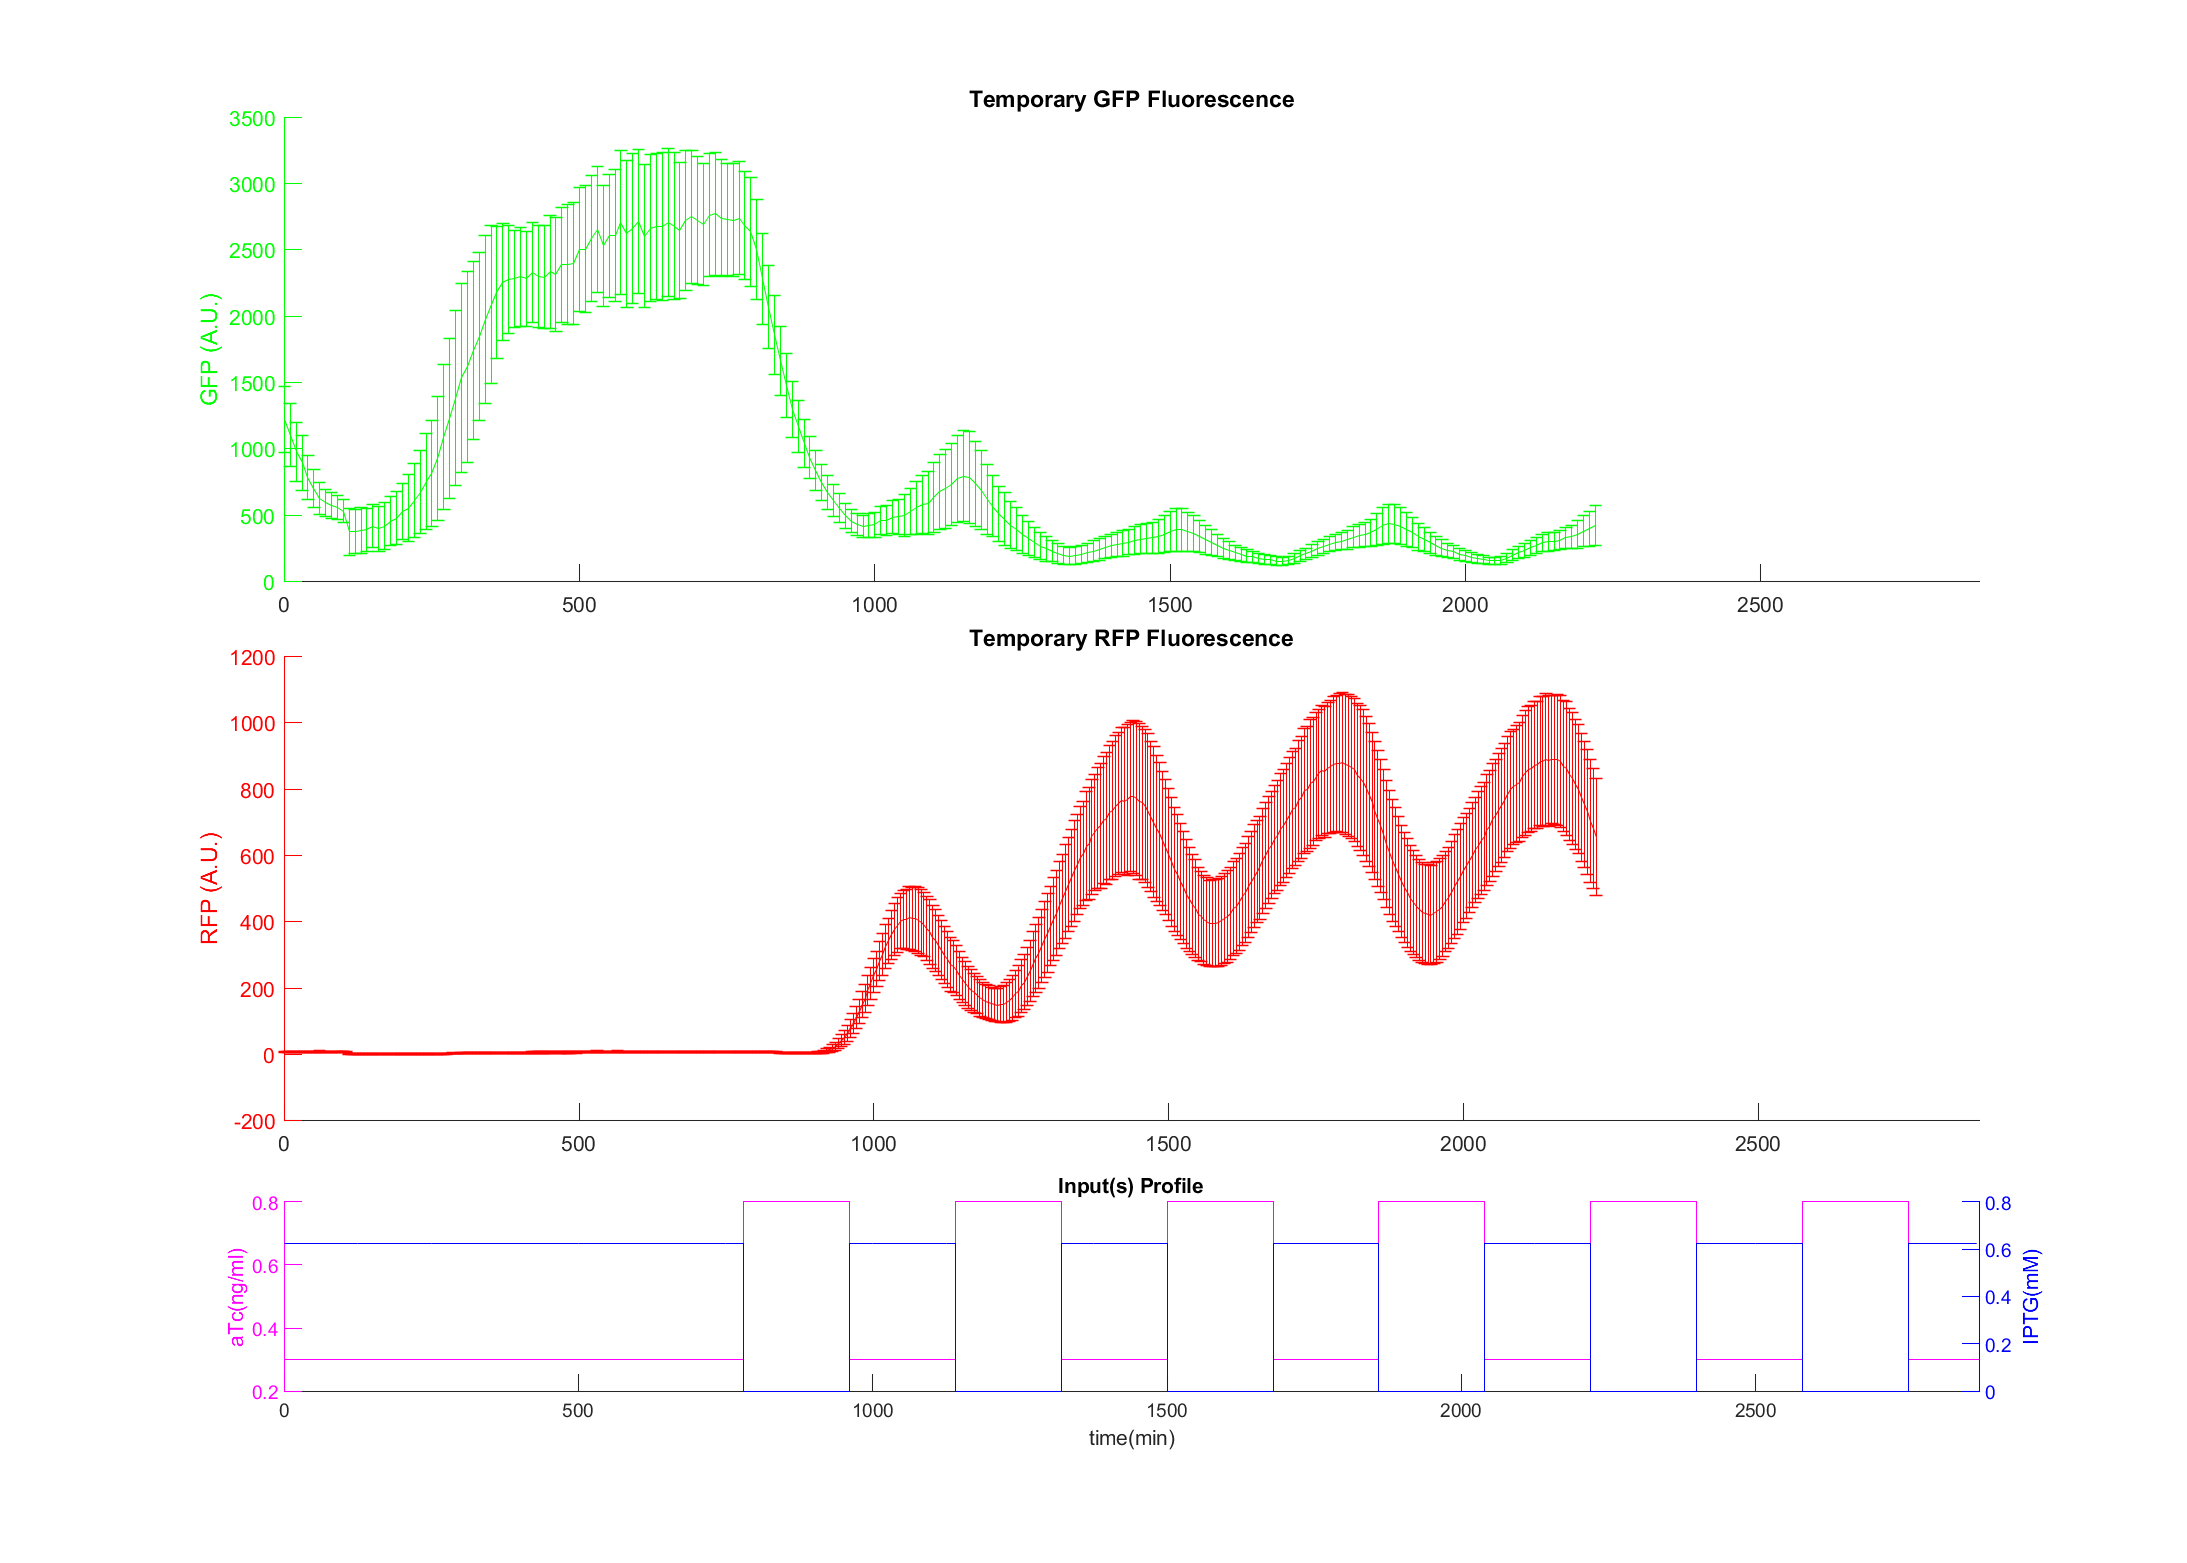 Temporary GFP Fluorescence
3500
3000
2500
2000
1500
1000
500
0
GFP (A.U.)
0 500 1000 1500 2000 2500
Temporary RFP Fluorescence
1200
1000
800
600
400
200
0
-200
RFP (A.U.)
0 500 1000 1500 2000 2500
Input(s) Profile
0.8
0.6
0.4
0.2
aTc(ng/ml)
0.8
0.6
0.4
0.2
0
IPTG(mM)
0 500 1000 1500 2000 2500
time(min)